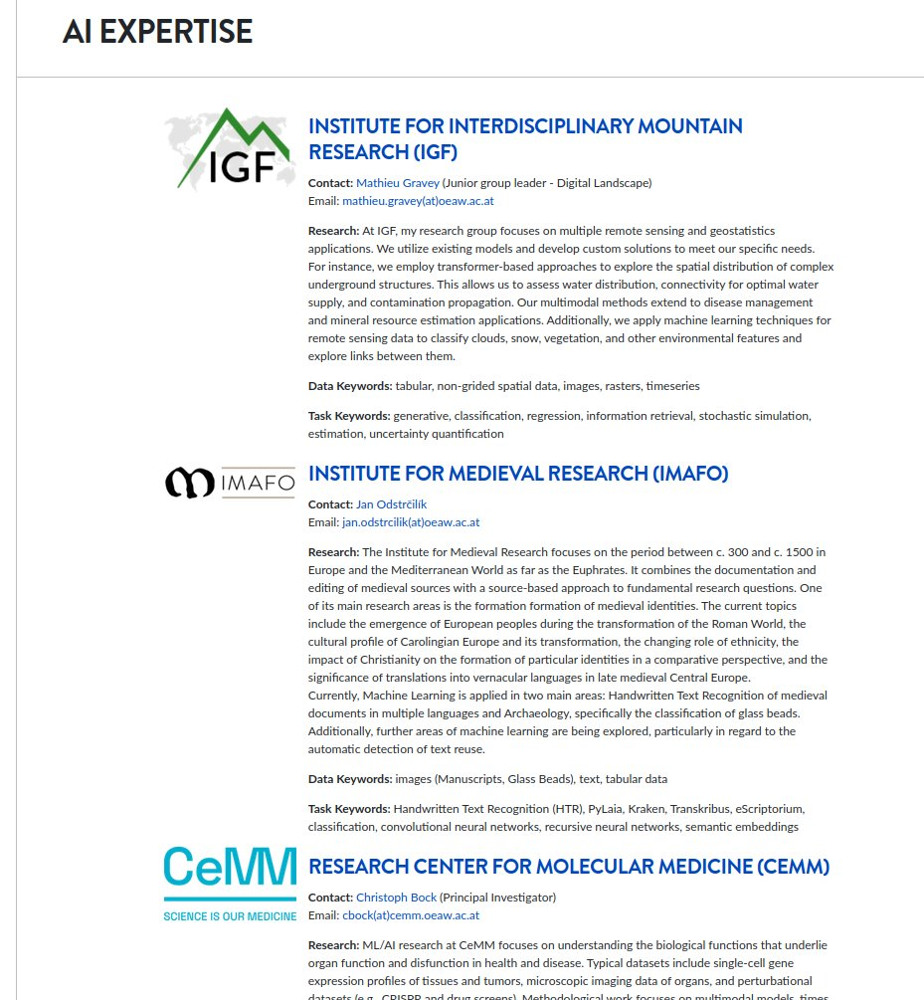 AI EXPERTISE
IGF
INSTITUTE FOR INTERDISCIPLINARY MOUNTAIN
RESEARCH (IGF)
Contact: Mathieu Gravey (Junior group leader - Digital Landscape)
Email: mathieu.gravey(at)oeaw.ac.at
Research: At IGF, my research group focuses on multiple remote sensing and geostatistics
applications. We utilize existing models and develop custom solutions to meet our specific needs.
For instance, we employ transformer-based approaches to explore the spatial distribution of complex
underground structures. This allows us to assess water distribution, connectivity for optimal water
supply, and contamination propagation. Our multimodal methods extend to disease management
and mineral resource estimation applications. Additionally, we apply machine learning techniques for
remote sensing data to classify clouds, snow, vegetation, and other environmental features and
explore links between them.
Data Keywords: tabular, non-grided spatial data, images, rasters, timeseries
Task Keywords: generative, classification, regression, information retrieval, stochastic simulation,
estimation, uncertainty quantification
IMAFO
INSTITUTE FOR MEDIEVAL RESEARCH (IMAFO)
Contact: Jan Odstrčilík
Email: jan.odstrcilik(at)oeaw.ac.at
Research: The Institute for Medieval Research focuses on the period between c. 300 and c. 1500 in
Europe and the Mediterranean World as far as the Euphrates. It combines the documentation and
editing of medieval sources with a source-based approach to fundamental research questions. One
of its main research areas is the formation formation of medieval identities. The current topics
include the emergence of European peoples during the transformation of the Roman World, the
cultural profile of Carolingian Europe and its transformation, the changing role of ethnicity, the
impact of Christianity on the formation of particular identities in a comparative perspective, and the
significance of translations into vernacular languages in late medieval Central Europe.
Currently, Machine Learning is applied in two main areas: Handwritten Text Recognition of medieval
documents in multiple languages and Archaeology, specifically the classification of glass beads.
Additionally, further areas of machine learning are being explored, particularly in regard to the
automatic detection of text reuse.
Data Keywords: images (Manuscripts, Glass Beads), text, tabular data
Task Keywords: Handwritten Text Recognition (HTR), PyLaia, Kraken, Transkribus, eScriptorium,
classification, convolutional neural networks, recursive neural networks, semantic embeddings
CeMM
SCIENCE IS OUR MEDICINE
RESEARCH CENTER FOR MOLECULAR MEDICINE (CEMM)
Contact: Christoph Bock (Principal Investigator)
Email: cbock(at)cemm.oeaw.ac.at
Research: ML/AI research at CeMM focuses on understanding the biological functions that underlie
organ function and disfunction in health and disease. Typical datasets include single-cell gene
expression profiles of tissues and tumors, microscopic imaging data of organs, and perturbational
datasets (e.g., CRISPR and drug screens). Methodological work focuses on multimodal models, times